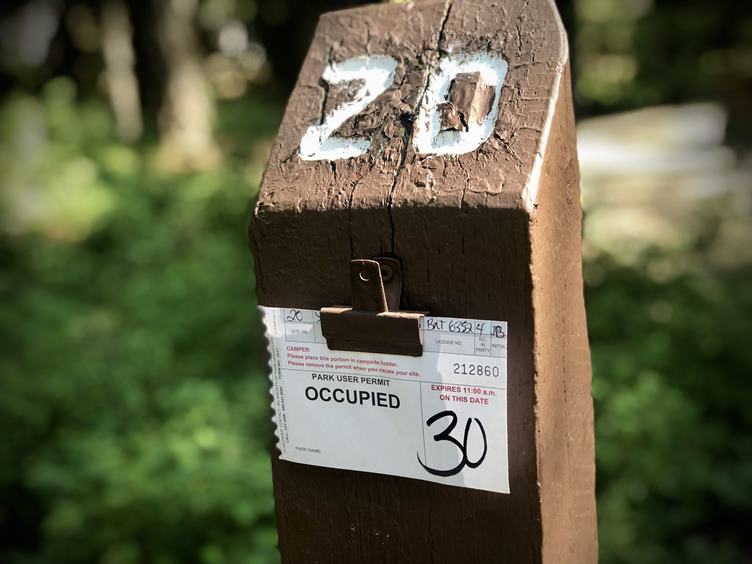 20
20 BNT 6352 4 NB
SITE NO. LICENSE NO. NO. IN PARTY INITIAL
CAMPER:
Please place this portion in campsite holder.
Please remove the permit when you vacate your site.
212860
PARK USER PERMIT
OCCUPIED
EXPIRES 11:00 a.m.
ON THIS DATE
30
PARK NAME: